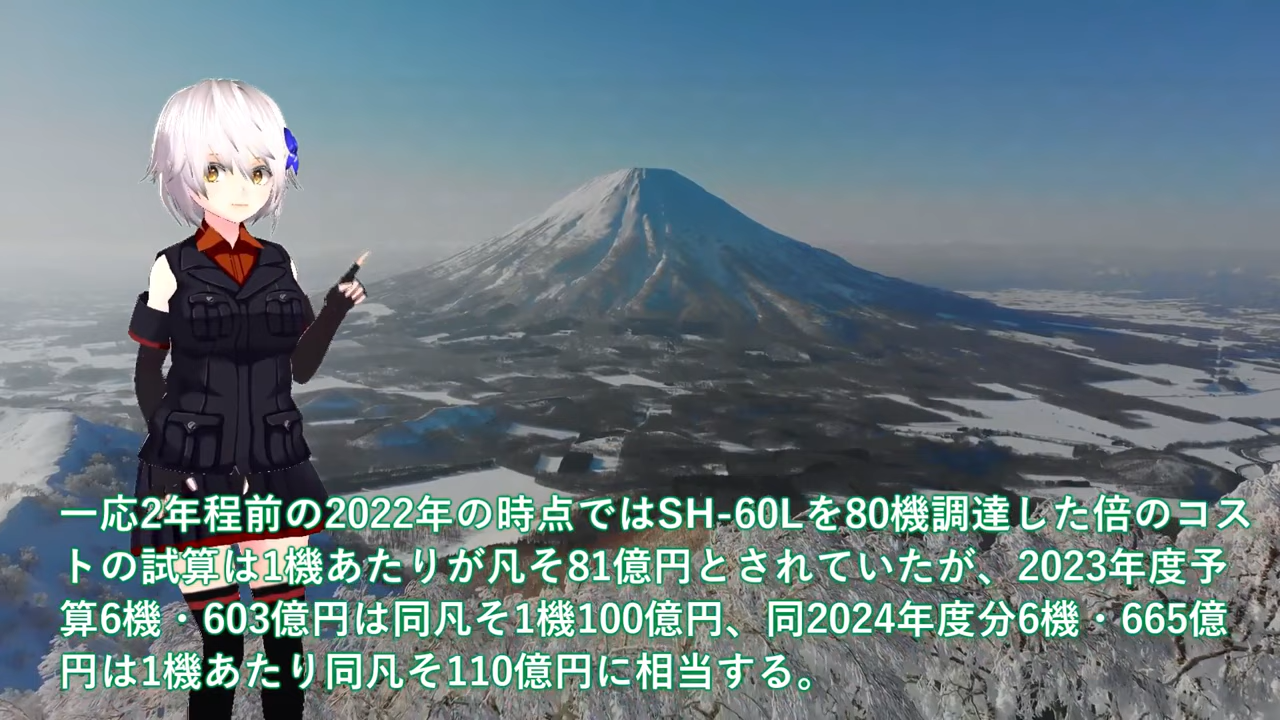 一応2年程前の2022年の時点ではSH-60Lを80機調達した倍のコス
トの試算は1機あたりが凡そ81億円とされていたが、2023年度予
算6機・603億円は同凡そ1機100億円、同2024年度分6機・665億
円は1機あたり同凡そ110億円に相当する。